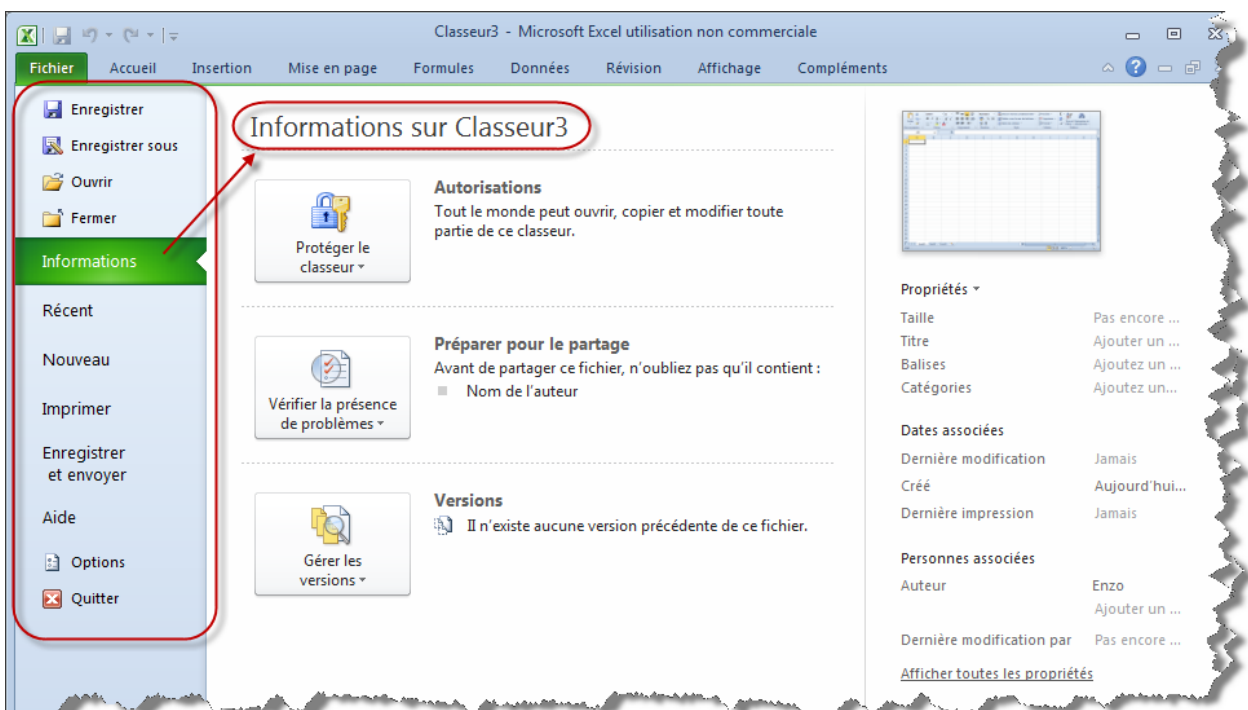 Classeur3 - Microsoft Excel utilisation non commerciale
Fichier Accueil Insertion Mise en page Formules Données Révision Affichage Compléments
Enregistrer
Enregistrer sous
Ouvrir
Fermer
Informations
Récent
Nouveau
Imprimer
Enregistrer
et envoyer
Aide
Options
Quitter
Informations sur Classeur3
Protéger le
classeur
Autorisations
Tout le monde peut ouvrir, copier et modifier toute
partie de ce classeur.
Vérifier la présence
de problèmes
Préparer pour le partage
Avant de partager ce fichier, n'oubliez pas qu'il contient :
Nom de l'auteur
Gérer les
versions
Versions
Il n'existe aucune version précédente de ce fichier.
Propriétés
Taille Pas encore ...
Titre Ajouter un ...
Balises Ajoutez un...
Catégories Ajoutez un...
Dates associées
Dernière modification Jamais
Créé Aujourd'hui...
Dernière impression Jamais
Personnes associées
Auteur Enzo
Ajouter un ...
Dernière modification par Pas encore ...
Afficher toutes les propriétés